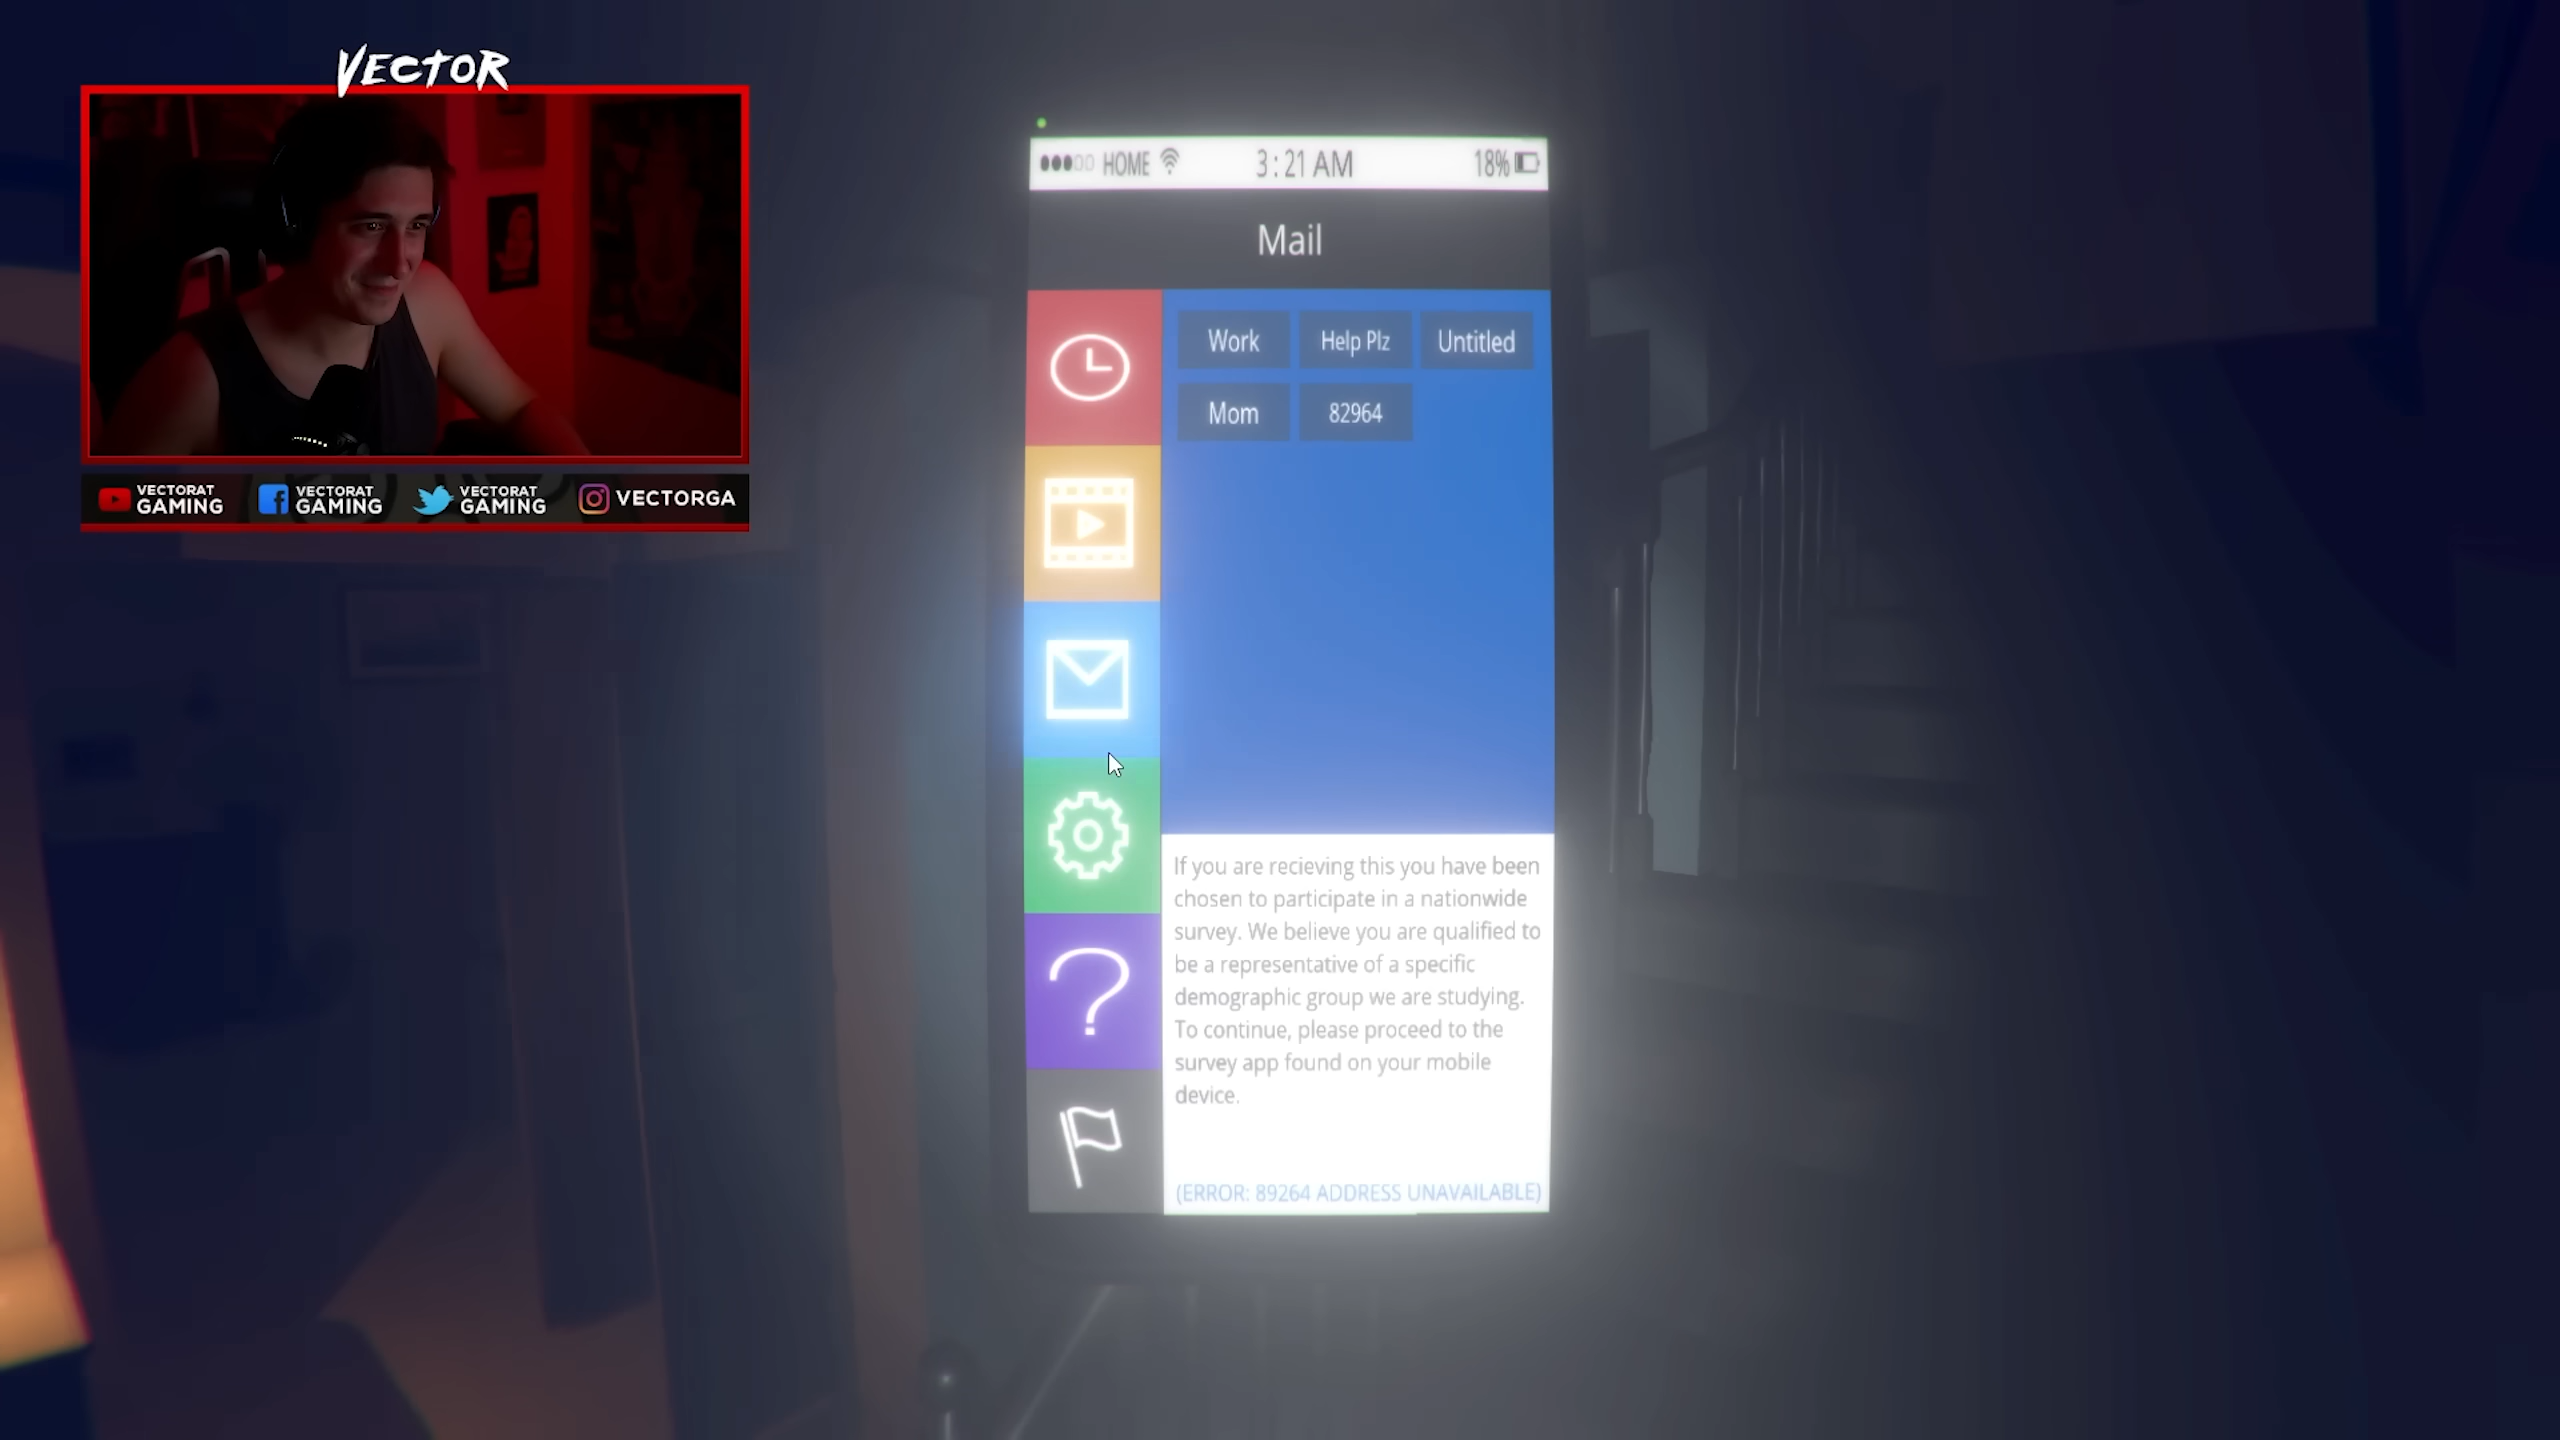 VECTOR
VECTORAT GAMING
VECTORAT GAMING
VECTORAT GAMING
VECTORGA
HOME 3:21 AM 18%
Mail
Work Help Plz Untitled
Mom 82964
If you are recieving this you have been
chosen to participate in a nationwide
survey. We believe you are qualified to
be a representative of a specific
demographic group we are studying.
To continue, please proceed to the
survey app found on your mobile
device.
(ERROR: 89264 ADDRESS UNAVAILABLE)